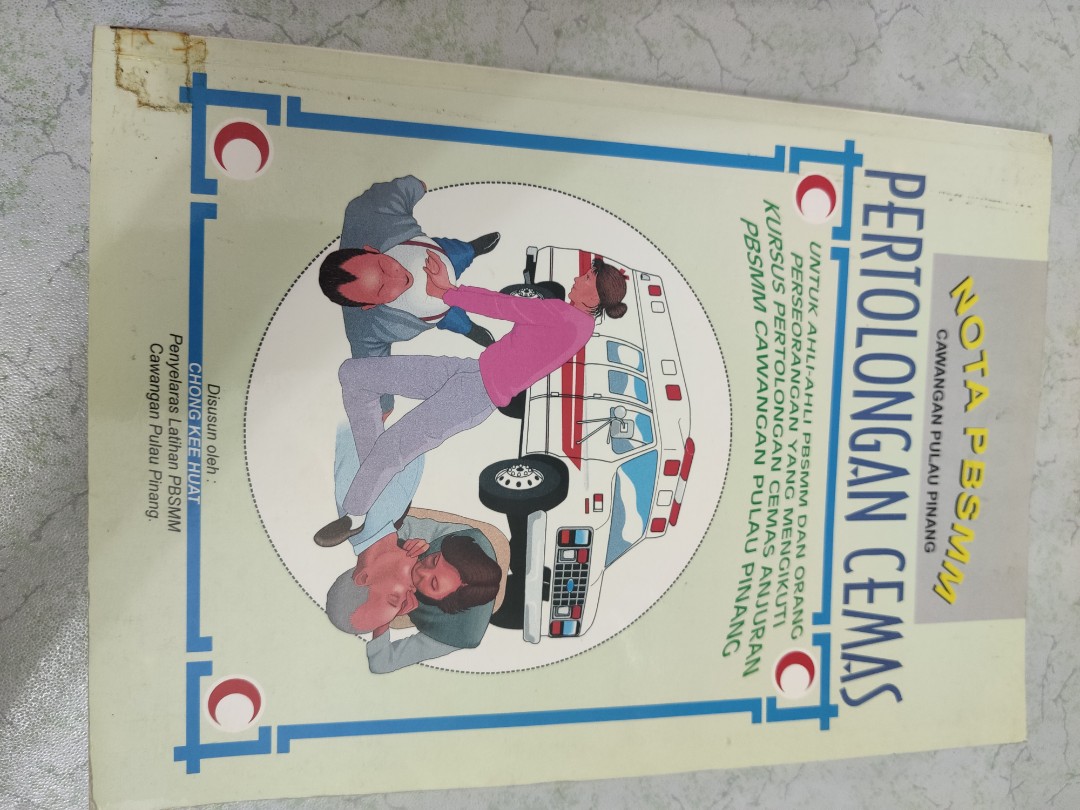 NOTA PBSMM
CAWANGAN PULAU PINANG
PERTOLONGAN CEMAS
UNTUK AHLI-AHLI PBSMM DAN ORANG
PERSEORANGAN YANG MENGIKUTI
KURSUS PERTOLONGAN CEMAS ANJURAN
PBSMM CAWANGAN PULAU PINANG
Disusun oleh :
CHONG KEE HUAT
Penyelaras Latihan PBSMM
Cawangan Pulau Pinang.